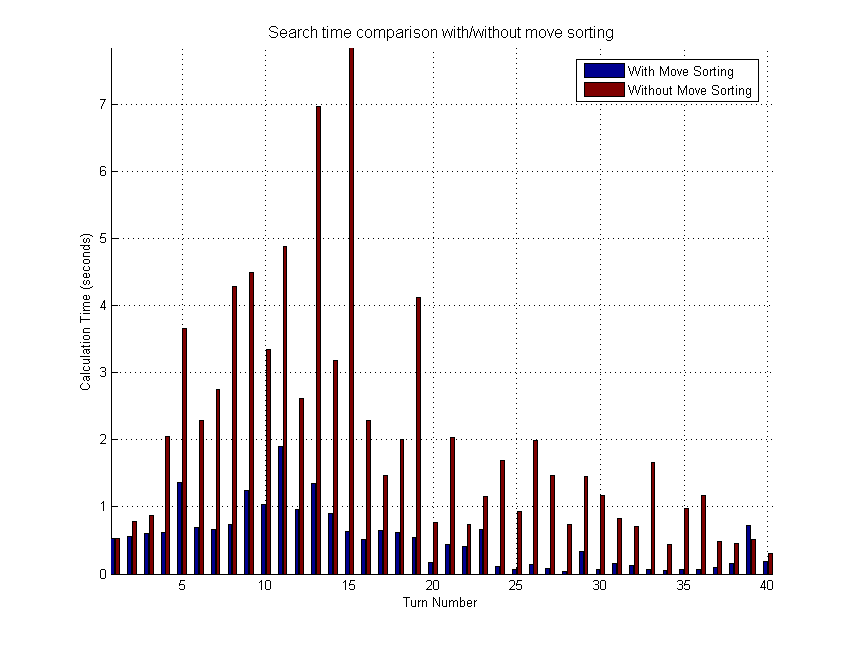 Search time comparison with/without move sorting
With Move Sorting
Without Move Sorting
Calculation Time (seconds)
7
6
5
4
3
2
1
0
5 10 15 20 25 30 35 40
Turn Number